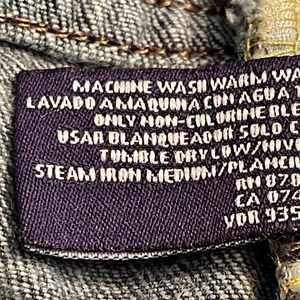 MACHINE WASH WARM WA
LAVADO A MAQUINA CON AGUA T
ONLY NON-CHLORINE BLE
USAR BLANQUEADOR SOLO C
TUMBLE DRY LOW/NIV
STEAM IRON MEDIUM/PLANCH
RN 870
CA 074
VDR 935